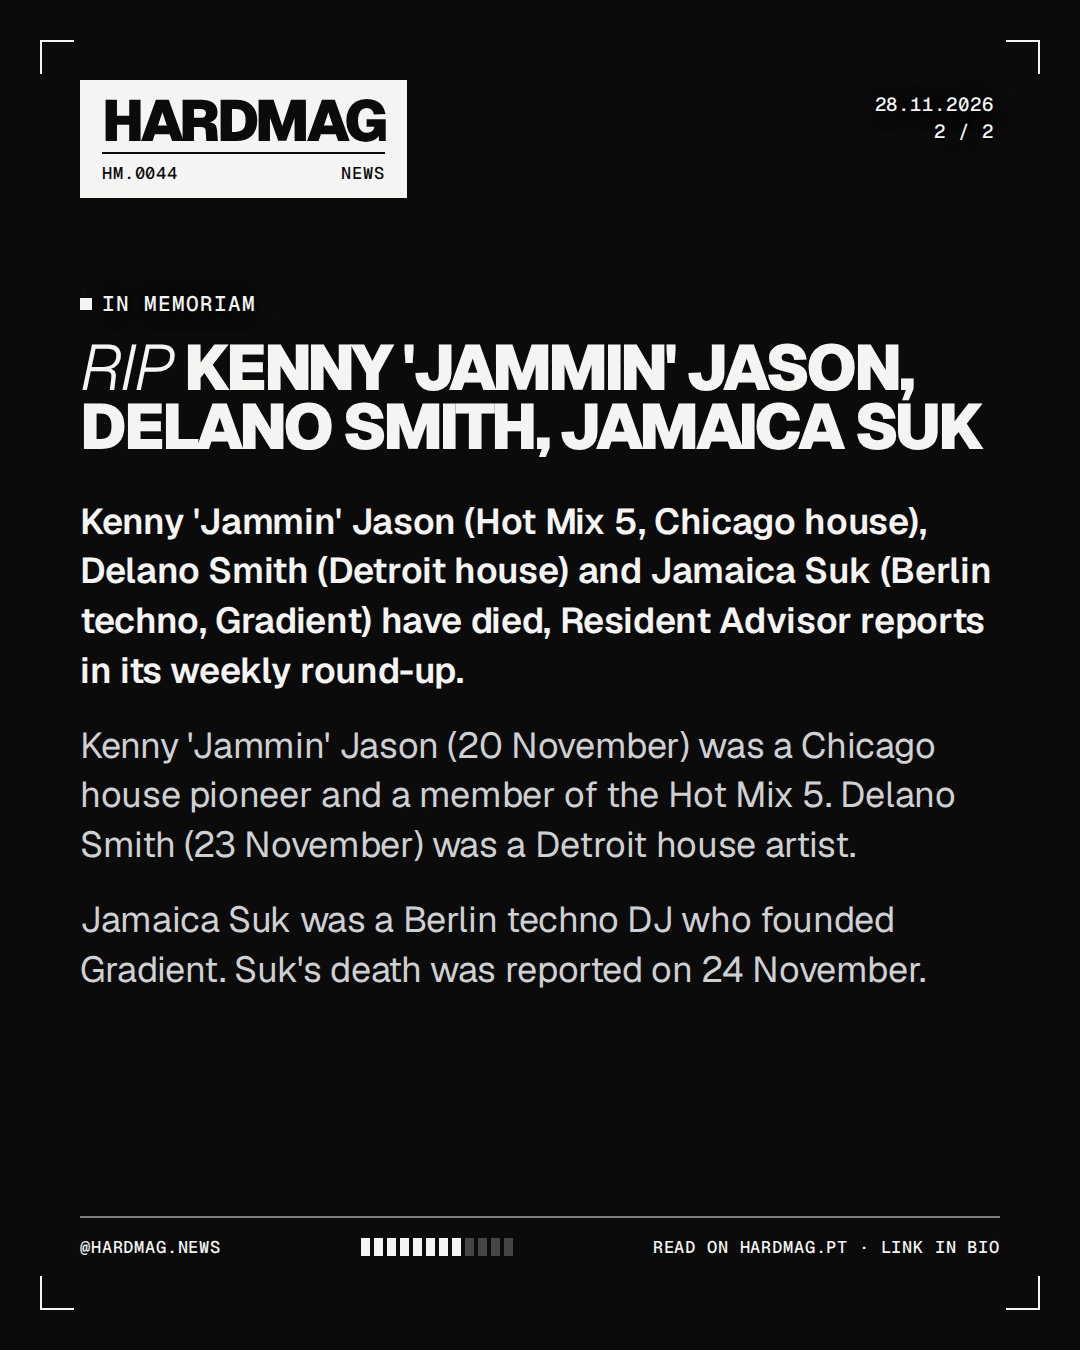 HARDMAG
HM.0044 NEWS
28.11.2026
2 / 2
IN MEMORIAM
RIP KENNY 'JAMMIN' JASON,
DELANO SMITH, JAMAICA SUK
Kenny 'Jammin' Jason (Hot Mix 5, Chicago house),
Delano Smith (Detroit house) and Jamaica Suk (Berlin
techno, Gradient) have died, Resident Advisor reports
in its weekly round-up.
Kenny 'Jammin' Jason (20 November) was a Chicago
house pioneer and a member of the Hot Mix 5. Delano
Smith (23 November) was a Detroit house artist.
Jamaica Suk was a Berlin techno DJ who founded
Gradient. Suk's death was reported on 24 November.
@HARDMAG.NEWS
READ ON HARDMAG.PT · LINK IN BIO